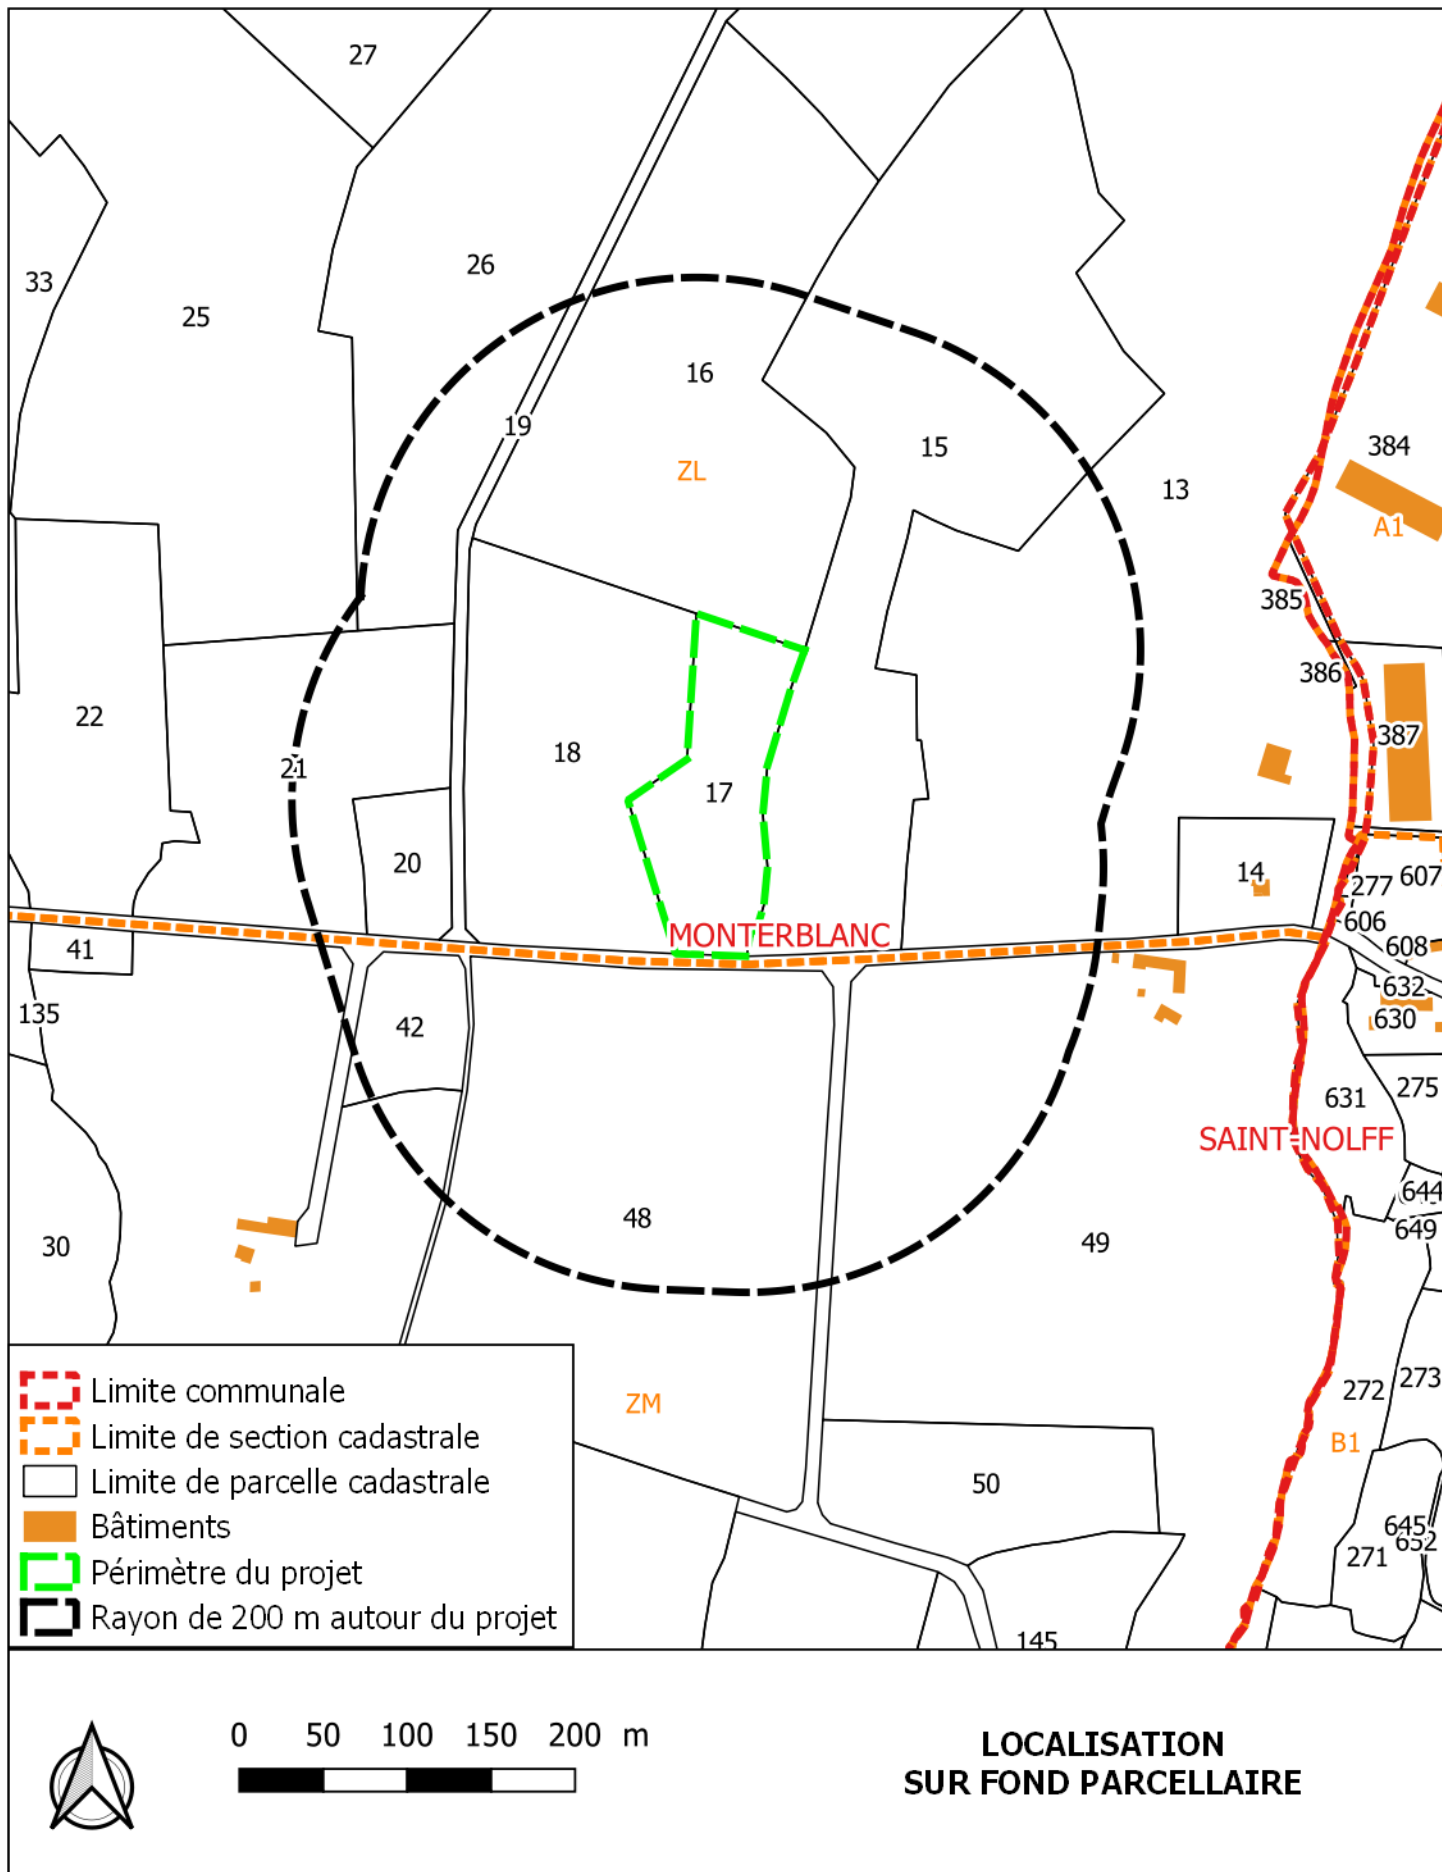 27
26
33
25
16
19
15
384
ZL
13
A1
385
386
22
387
18
21
17
20
14
607
277
606
MONTERBLANC
608
41
632
135
42
630
275
631
SAINT-NOLFF
644
48
649
30
49
Limite communale
273
272
ZM
Limite de section cadastrale
B1
Limite de parcelle cadastrale
50
Bâtiments
645
652
271
Périmètre du projet
Rayon de 200 m autour du projet
145
0 50 100 150 200 m
LOCALISATION
SUR FOND PARCELLAIRE